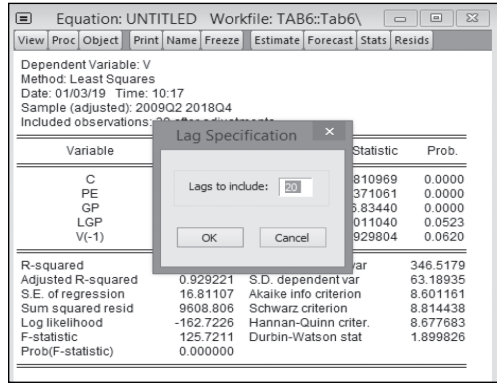 Equation: UNTITLED Workfile: TAB6::Tab6\
View Proc Object Print Name Freeze Estimate Forecast Stats Resids
Dependent Variable: V
Method: Least Squares
Date: 01/03/19 Time: 10:17
Sample (adjusted): 2009Q2 2018Q4
Included observations:
Lag Specification
Variable Statistic Prob.
Lags to include: 20
C 810969 0.0000
PE 371061 0.0000
GP 6.83440 0.0000
LGP 011040 0.0523
V(-1) 929804 0.0620
OK Cancel
R-squared var 346.5179
Adjusted R-squared 0.929221 S.D. dependent var 63.18935
S.E. of regression 16.81107 Akaike info criterion 8.601161
Sum squared resid 9608.806 Schwarz criterion 8.814438
Log likelihood -162.7226 Hannan-Quinn criter. 8.677683
F-statistic 125.7211 Durbin-Watson stat 1.899826
Prob(F-statistic) 0.000000